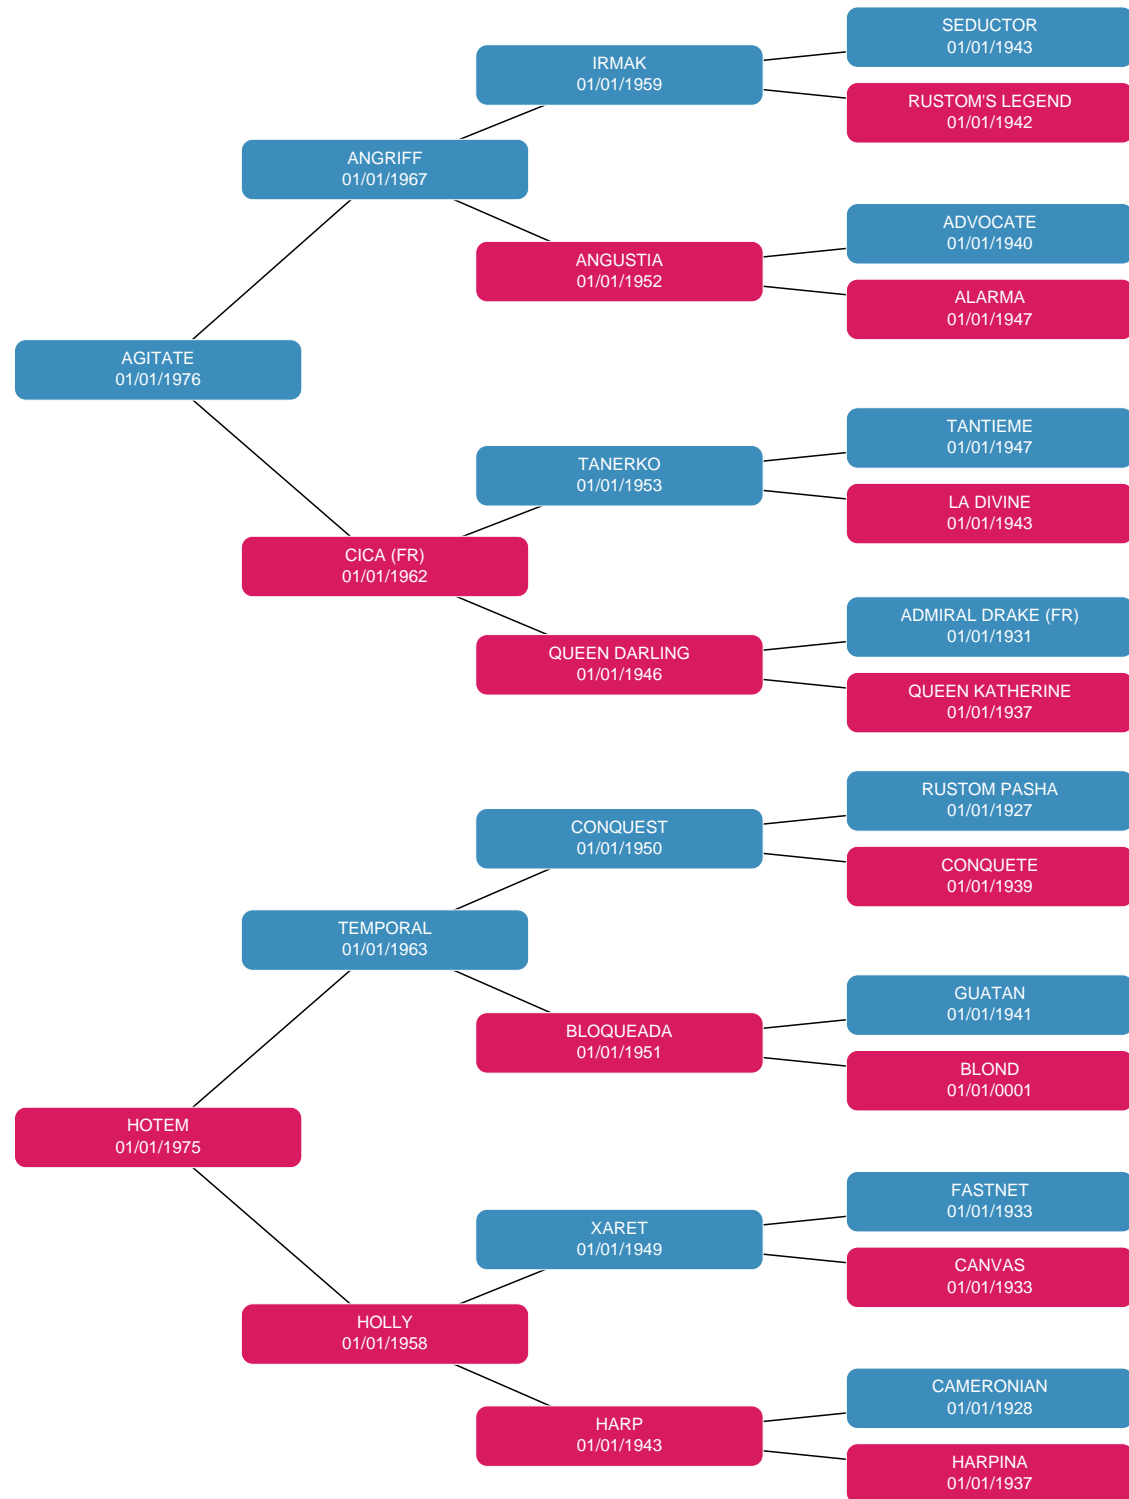 SEDUCTOR
01/01/1943
IRMAK
01/01/1959
RUSTOM'S LEGEND
01/01/1942
ANGRIFF
01/01/1967
ADVOCATE
01/01/1940
ANGUSTIA
01/01/1952
ALARMA
01/01/1947
AGITATE
01/01/1976
TANTIEME
01/01/1947
TANERKO
01/01/1953
LA DIVINE
01/01/1943
CICA (FR)
01/01/1962
ADMIRAL DRAKE (FR)
01/01/1931
QUEEN DARLING
01/01/1946
QUEEN KATHERINE
01/01/1937
RUSTOM PASHA
01/01/1927
CONQUEST
01/01/1950
CONQUETE
01/01/1939
TEMPORAL
01/01/1963
GUATAN
01/01/1941
BLOQUEADA
01/01/1951
BLOND
01/01/0001
HOTEM
01/01/1975
FASTNET
01/01/1933
XARET
01/01/1949
CANVAS
01/01/1933
HOLLY
01/01/1958
CAMERONIAN
01/01/1928
HARP
01/01/1943
HARPINA
01/01/1937